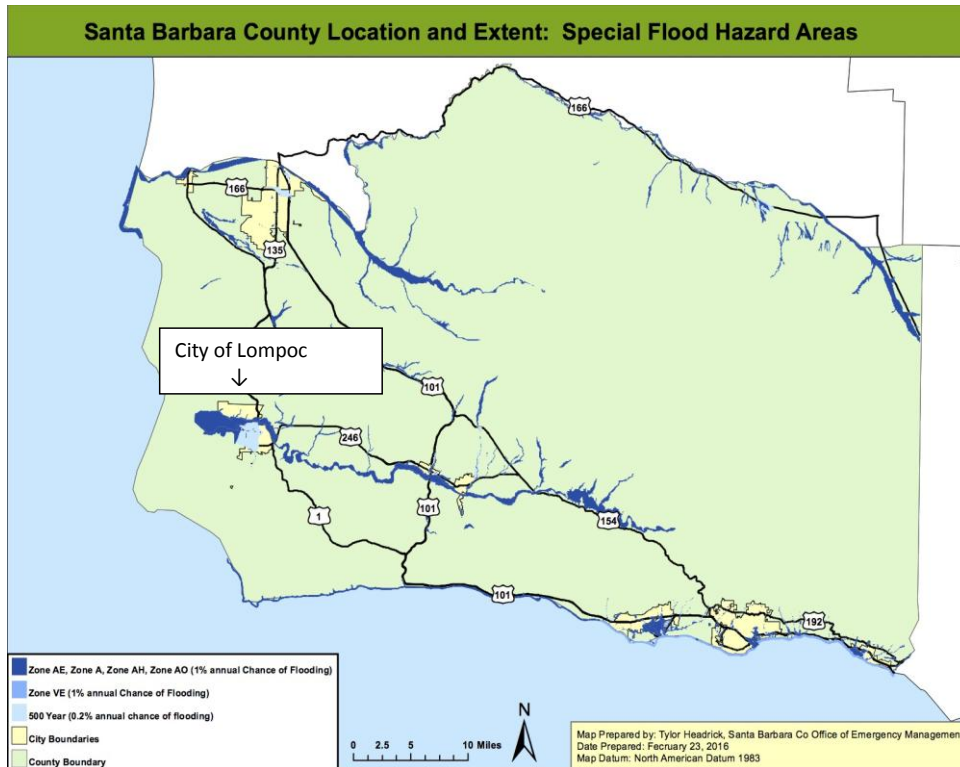 Santa Barbara County Location and Extent:  Special Flood Hazard Areas
166
166
135
City of Lompoc
↓
101
246
1
101
154
101
192
Zone AE, Zone A, Zone AH, Zone AO (1% annual Chance of Flooding)
Zone VE (1% annual Chance of Flooding)
500 Year (0.2% annual chance of flooding)
City Boundaries
County Boundary
0 2.5 5 10 Miles
N
Map Prepared by: Tylor Headrick, Santa Barbara Co Office of Emergency Management
Date Prepared: Fecruary 23, 2016
Map Datum: North American Datum 1983